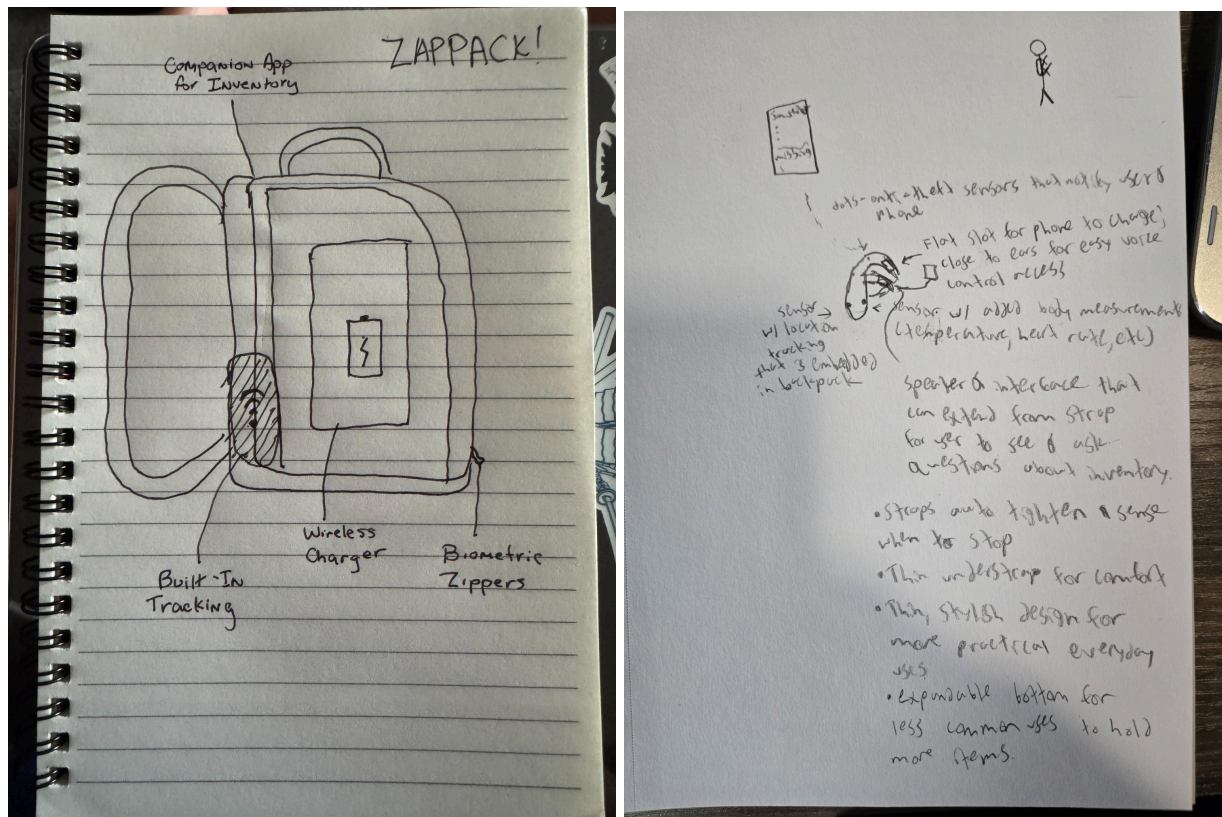 ZAPPACK!
Companion App
for Inventory
Wireless
Charger
Biometric
Zippers
Built-In
Tracking
missing
dots-anti-theft sensors that notify user's
phone
Flat slot for phone to charge;
close to ears for easy voice
control access
sensor
w/ location
tracking
that is embedded
in backpack
sensor w/ added body measurements
(temperature, heart rate, etc)
speaker & interface that
can extend from strap
for user to see & ask
questions about inventory.
• Straps auto tighten & sense
when to stop
• Thin understrap for comfort
• Thin, stylish design for
more practical everyday
uses
• expandable bottom for
less common uses to hold
more items.